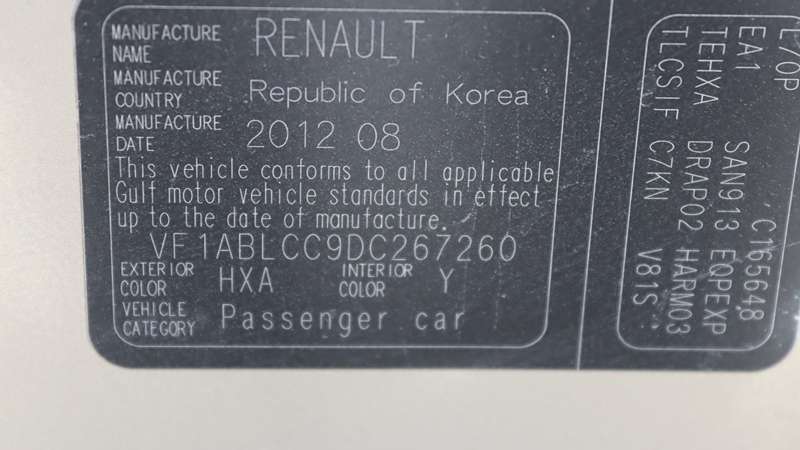 MANUFACTURE NAME RENAULT
MANUFACTURE COUNTRY Republic of Korea
MANUFACTURE DATE 2012 08
This vehicle conforms to all applicable
Gulf motor vehicle standards in effect
up to the date of manufacture.
VF1ABLCC9DC267260
EXTERIOR COLOR HXA INTERIOR COLOR Y
VEHICLE CATEGORY Passenger car
C165648
SAN913 EQPEXP
EA1
TEHXA DRAP02 HARM03
TLCSIF C7KN V81S